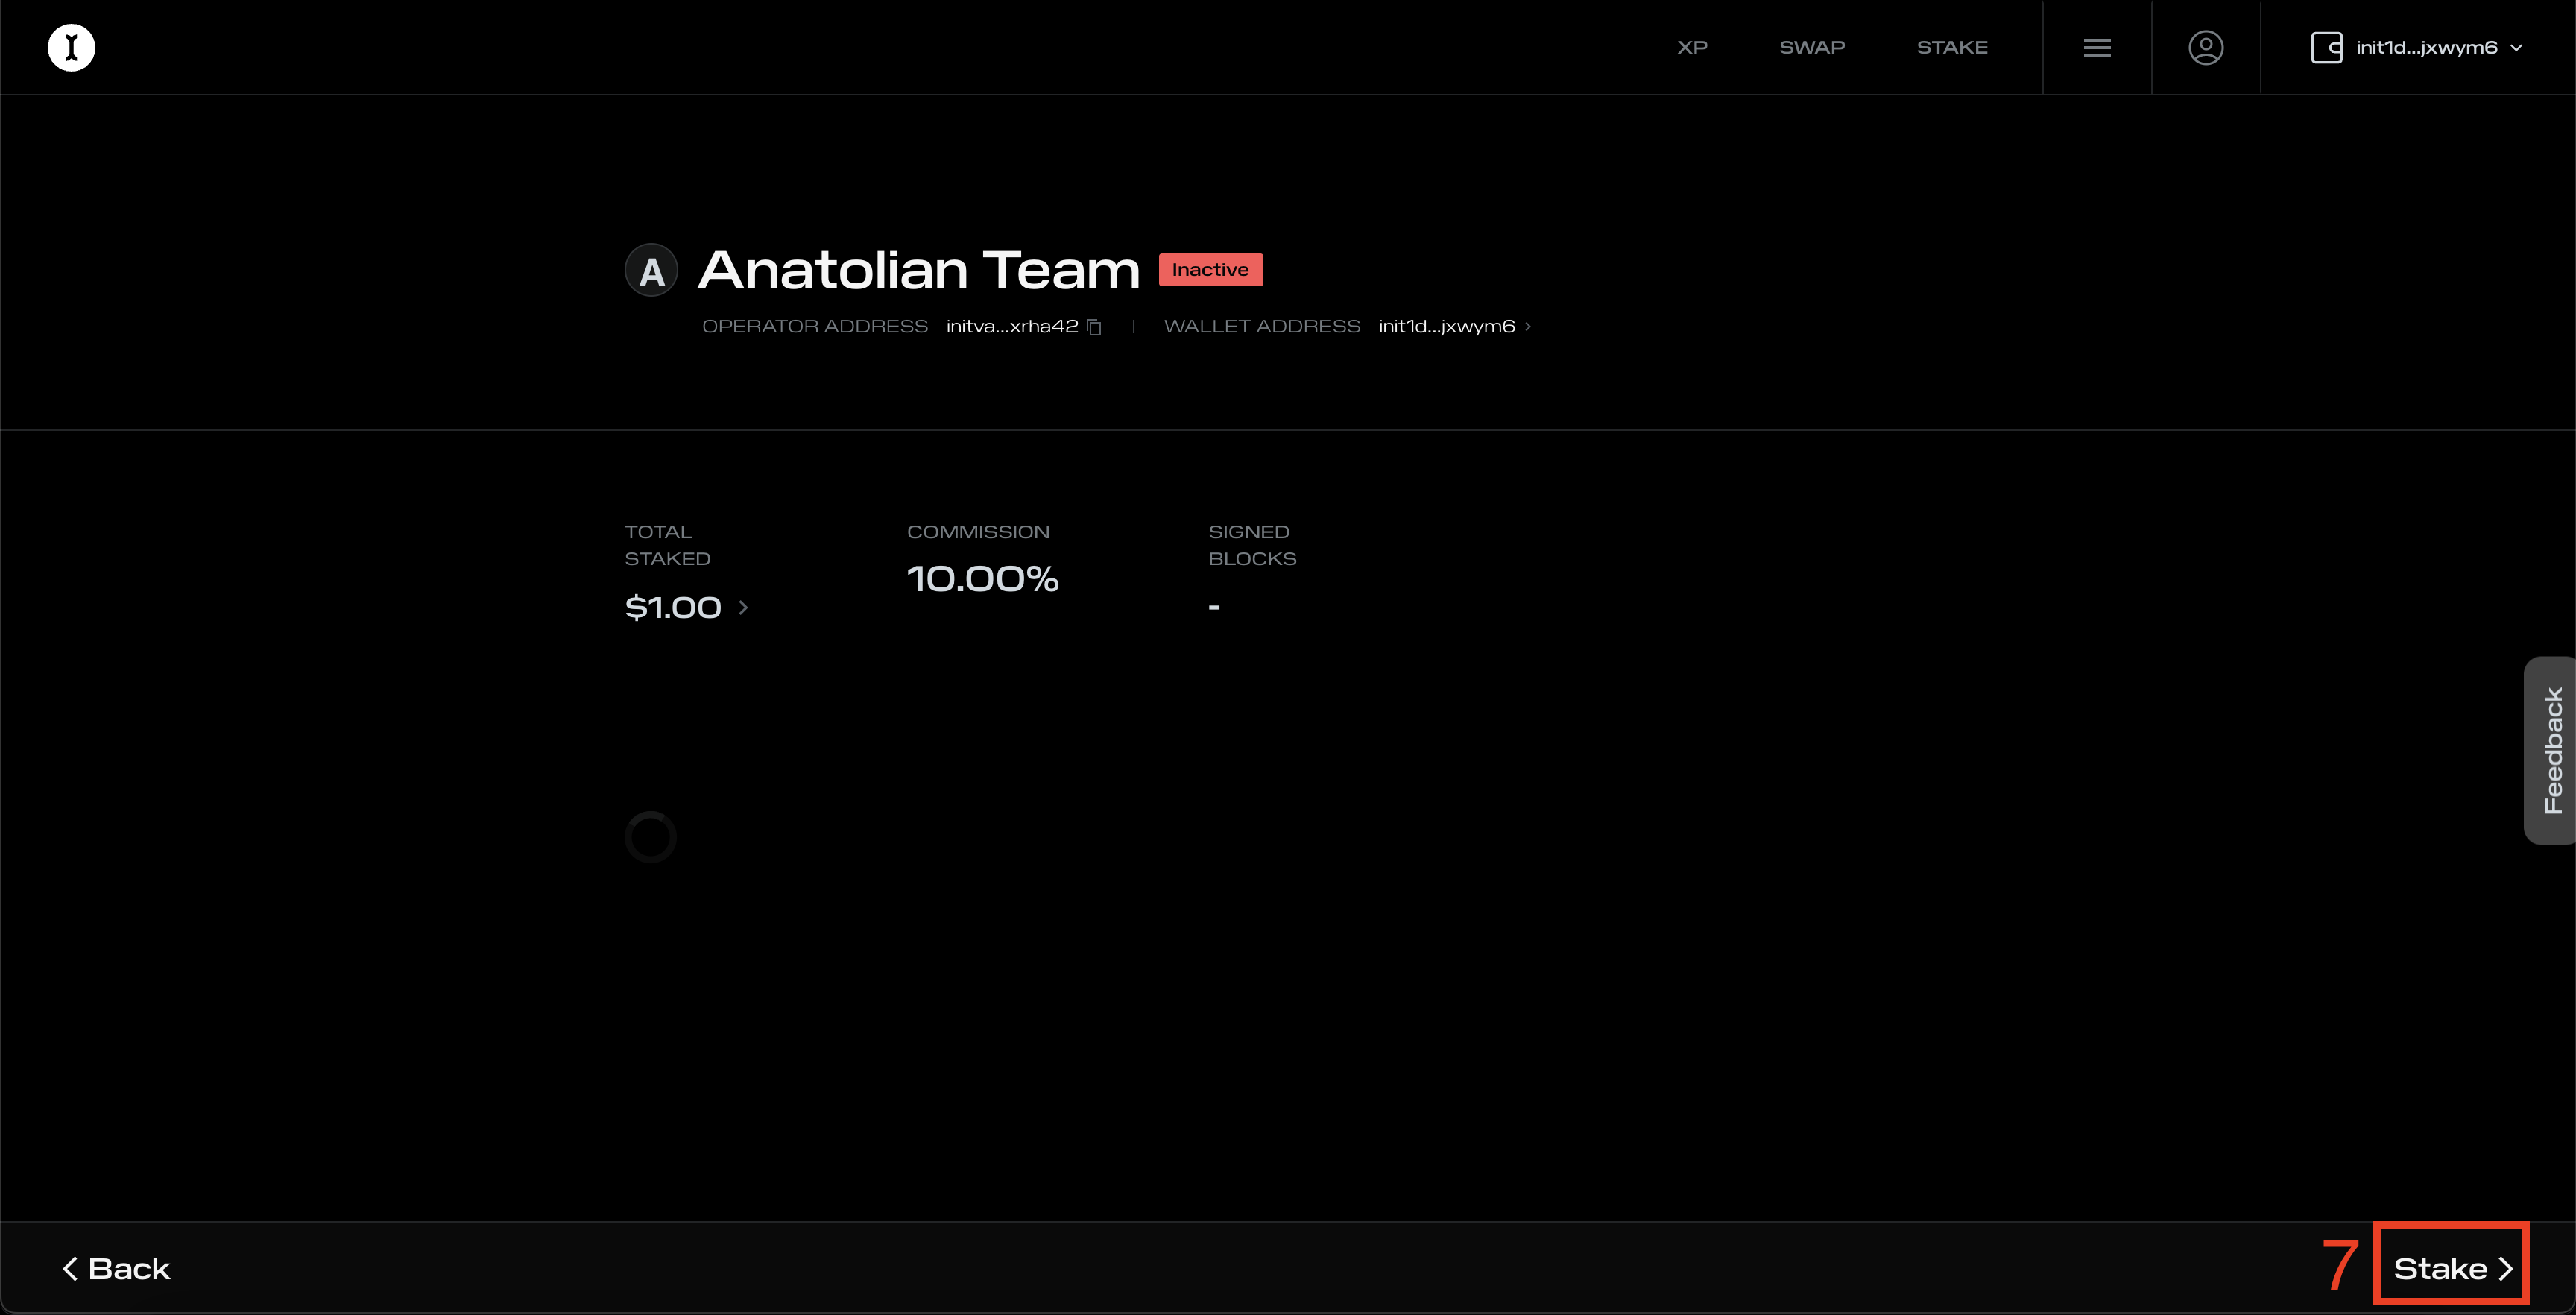 XP SWAP STAKE init1d...jxwym6
A Anatolian Team Inactive
OPERATOR ADDRESS initva...xrha42 | WALLET ADDRESS init1d...jxwym6
TOTAL STAKED
$1.00
COMMISSION
10.00%
SIGNED BLOCKS
-
Feedback
Back
7 Stake